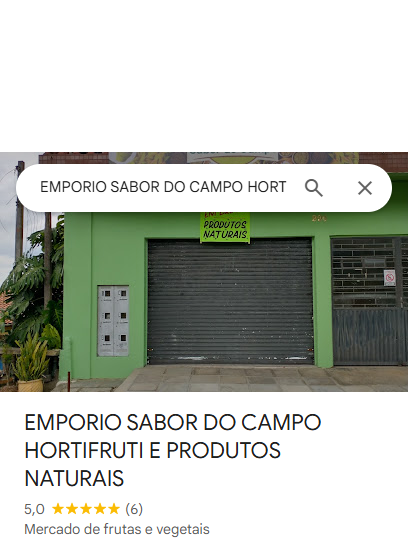 EMPORIO SABOR DO CAMPO HORT
PRODUTOS
NATURAIS
EMPORIO SABOR DO CAMPO
HORTIFRUTI E PRODUTOS
NATURAIS
5,0 (6)
Mercado de frutas e vegetais